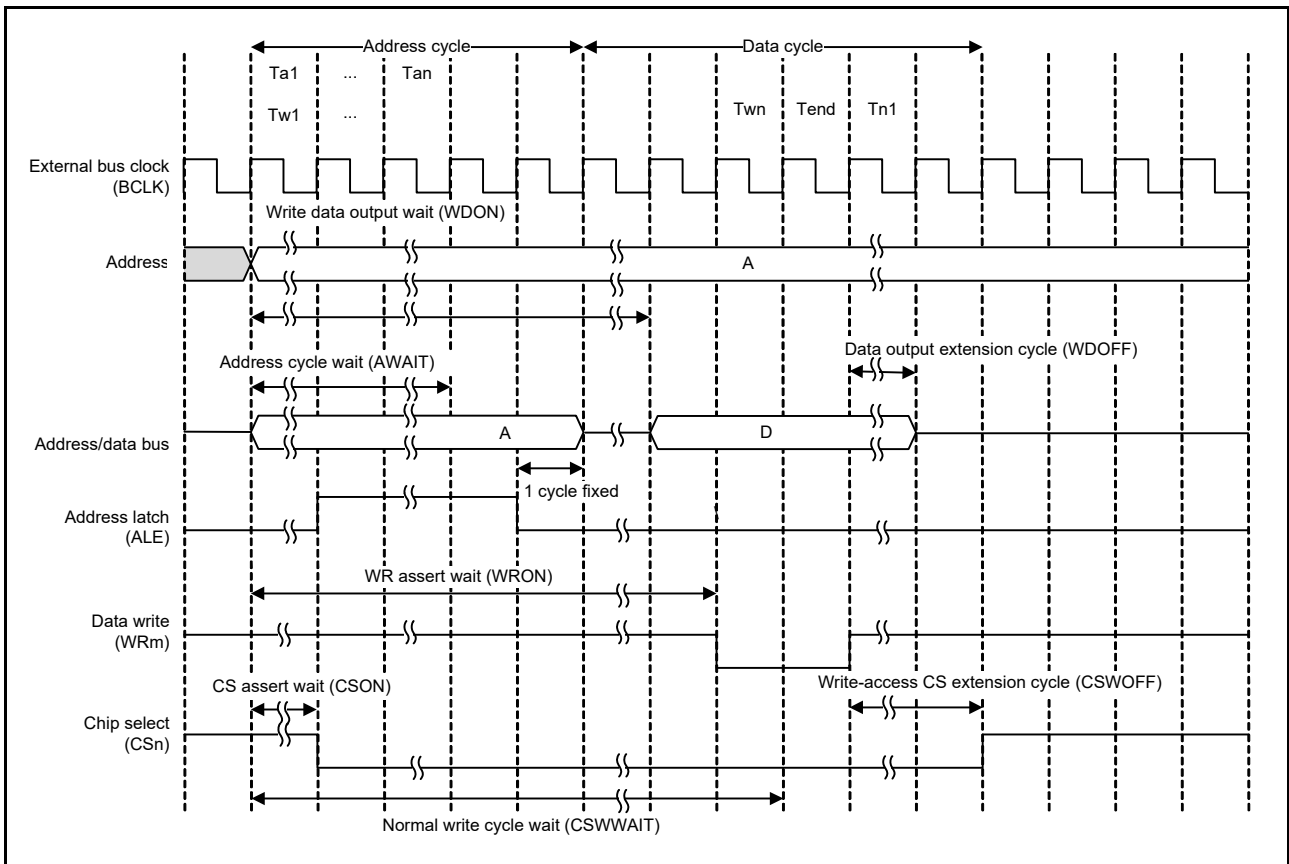 Address cycle Data cycle
Ta1 ... Tan
Twn Tend Tn1
Tw1 ...
External bus clock
(BCLK)
Write data output wait (WDON)
Address
A
Data output extension cycle (WDOFF)
Address cycle wait (AWAIT)
A D
Address/data bus
1 cycle fixed
Address latch
(ALE)
WR assert wait (WRON)
Data write
(WRm)
CS assert wait (CSON)
Write-access CS extension cycle (CSWOFF)
Chip select
(CSn)
Normal write cycle wait (CSWWAIT)